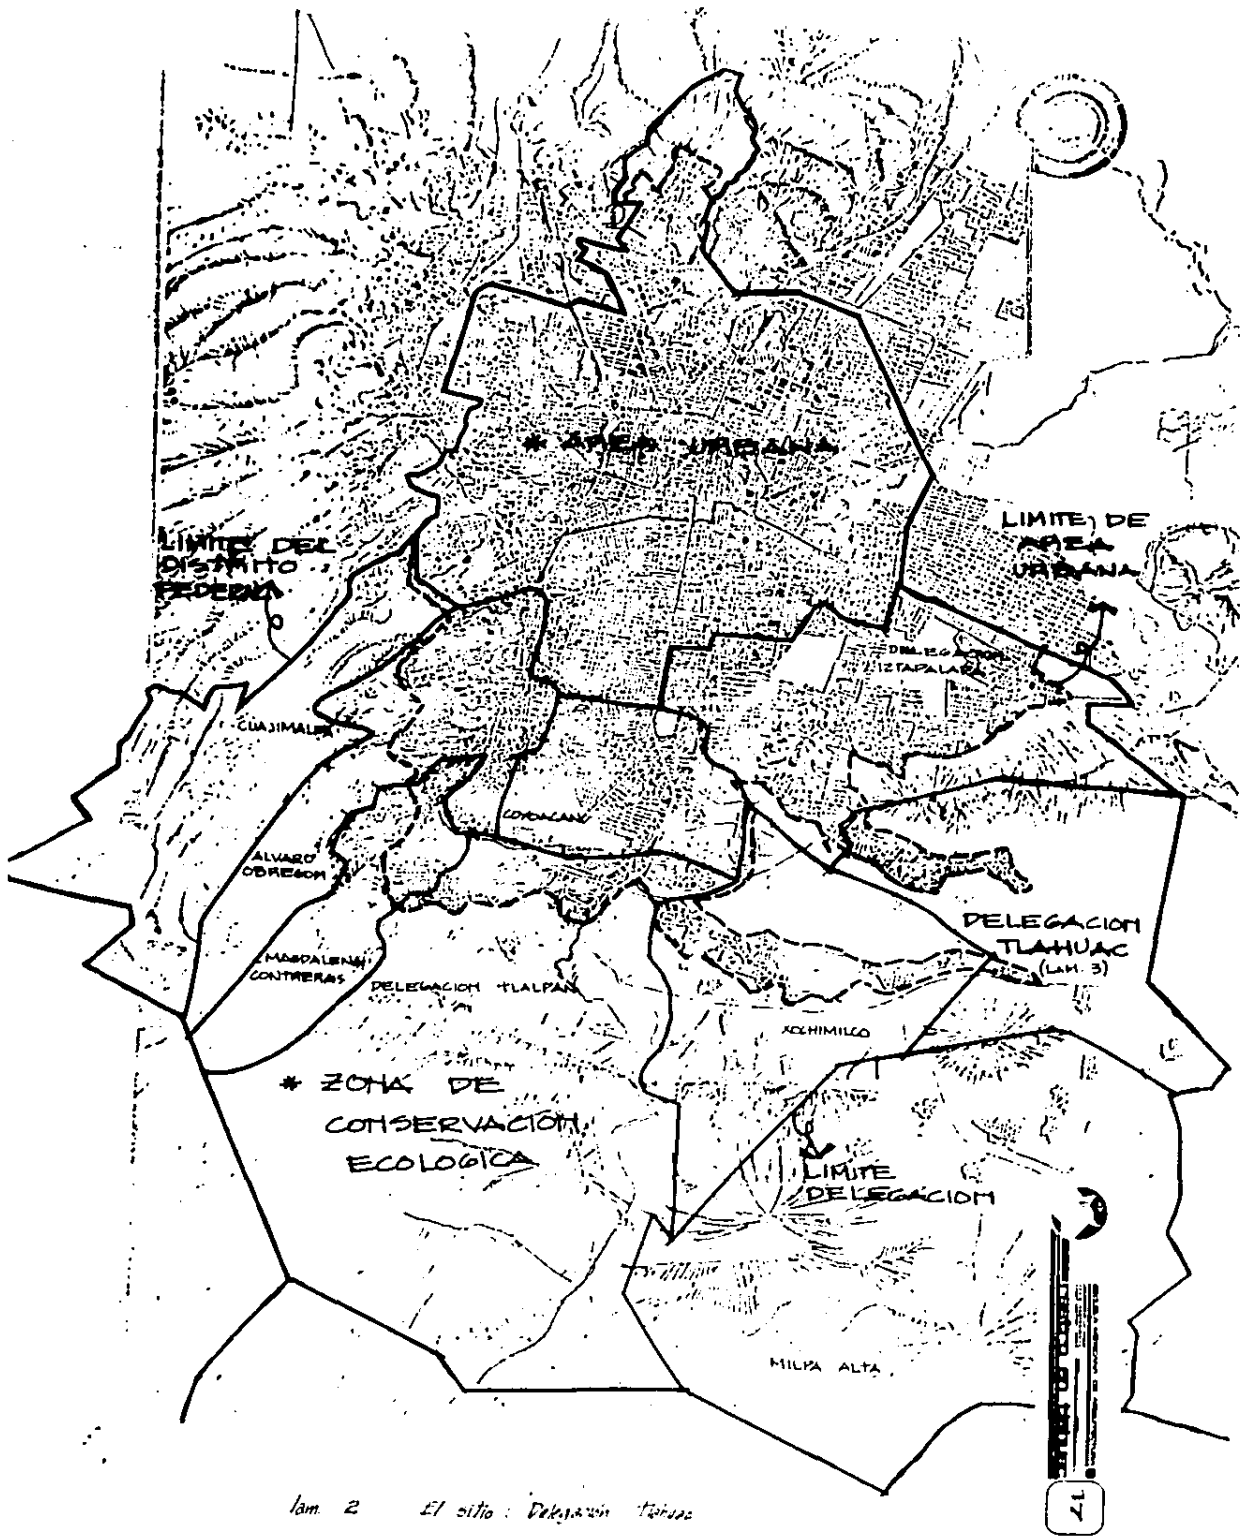 * AREA URBANA
LIMITE DEL
DISTRITO
FEDERAL
LIMITE DE
AREA
URBANA
DELEGACION
IZTAPALAPA
CUAJIMALPA
COYOACAN
ALVARO
OBREGON
DELEGACION
TLAHUAC
(LAM. 3)
MAGDALENA
CONTRERAS
DELEGACION TLALPAN
XOCHIMILCO
* ZONA DE
CONSERVACION
ECOLOGICA
LIMITE
DELEGACION
MILPA ALTA
lam. 2 El sitio : Delegación Tlahuac